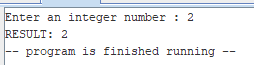 Enter an integer number : 2
RESULT: 2
-- program is finished running --